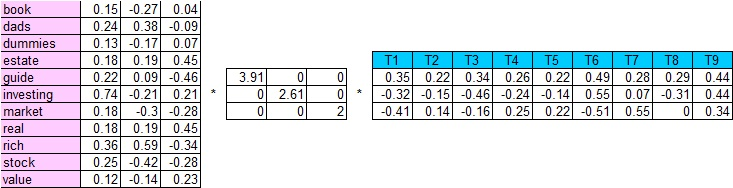 book 0.15 -0.27 0.04
dads 0.24 0.38 -0.09
dummies 0.13 -0.17 0.07
estate 0.18 0.19 0.45 T1 T2 T3 T4 T5 T6 T7 T8 T9
guide 0.22 0.09 -0.46 3.91 0 0 0.35 0.22 0.34 0.26 0.22 0.49 0.28 0.29 0.44
investing 0.74 -0.21 0.21 * 0 2.61 0 * -0.32 -0.15 -0.46 -0.24 -0.14 0.55 0.07 -0.31 0.44
market 0.18 -0.3 -0.28 0 0 2 -0.41 0.14 -0.16 0.25 0.22 -0.51 0.55 0 0.34
real 0.18 0.19 0.45
rich 0.36 0.59 -0.34
stock 0.25 -0.42 -0.28
value 0.12 -0.14 0.23